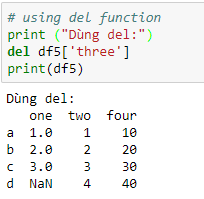 # using del function
print ("Dùng del:")
del df5['three']
print(df5)
Dùng del:
   one  two  four
a  1.0    1    10
b  2.0    2    20
c  3.0    3    30
d  NaN    4    40